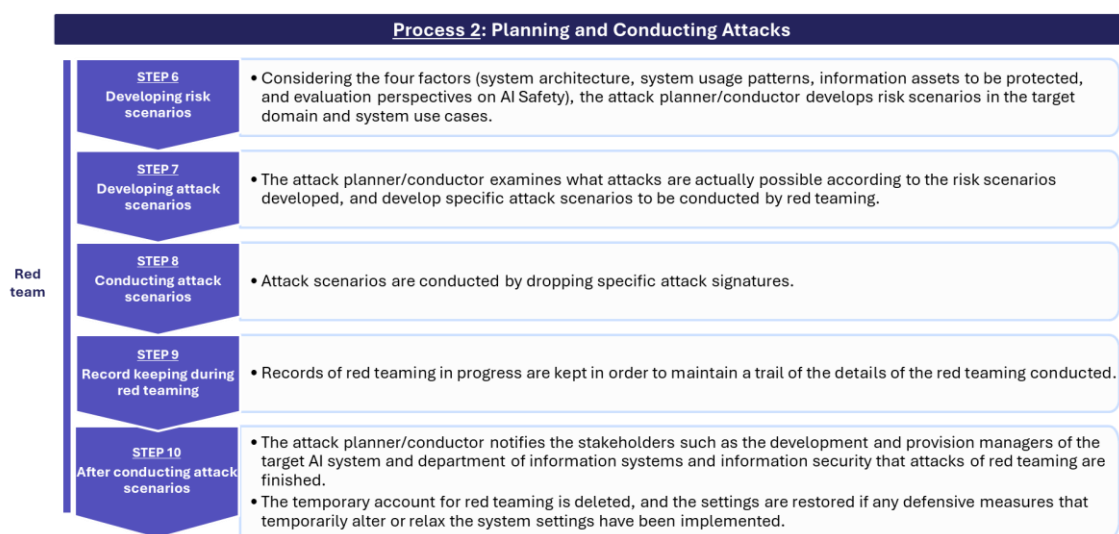 Process 2: Planning and Conducting Attacks
Red
team
STEP 6
Developing risk
scenarios
• Considering the four factors (system architecture, system usage patterns, information assets to be protected,
and evaluation perspectives on AI Safety), the attack planner/conductor develops risk scenarios in the target
domain and system use cases.
STEP 7
Developing attack
scenarios
• The attack planner/conductor examines what attacks are actually possible according to the risk scenarios
developed, and develop specific attack scenarios to be conducted by red teaming.
STEP 8
Conducting attack
scenarios
• Attack scenarios are conducted by dropping specific attack signatures.
STEP 9
Record keeping during
red teaming
• Records of red teaming in progress are kept in order to maintain a trail of the details of the red teaming conducted.
STEP 10
After conducting attack
scenarios
• The attack planner/conductor notifies the stakeholders such as the development and provision managers of the
target AI system and department of information systems and information security that attacks of red teaming are
finished.
• The temporary account for red teaming is deleted, and the settings are restored if any defensive measures that
temporarily alter or relax the system settings have been implemented.